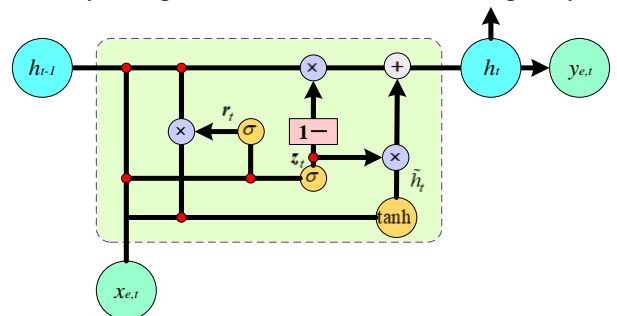 h_{t-1}
×
+
h_t
y_{e,t}
r_t
×
σ
1−
z_t
×
σ
h̃_t
tanh
x_{e,t}